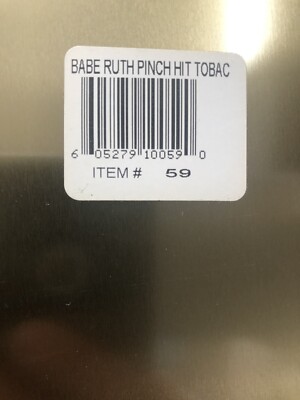 BABE RUTH PINCH HIT TOBAC
6 05279 10059 0
ITEM # 59